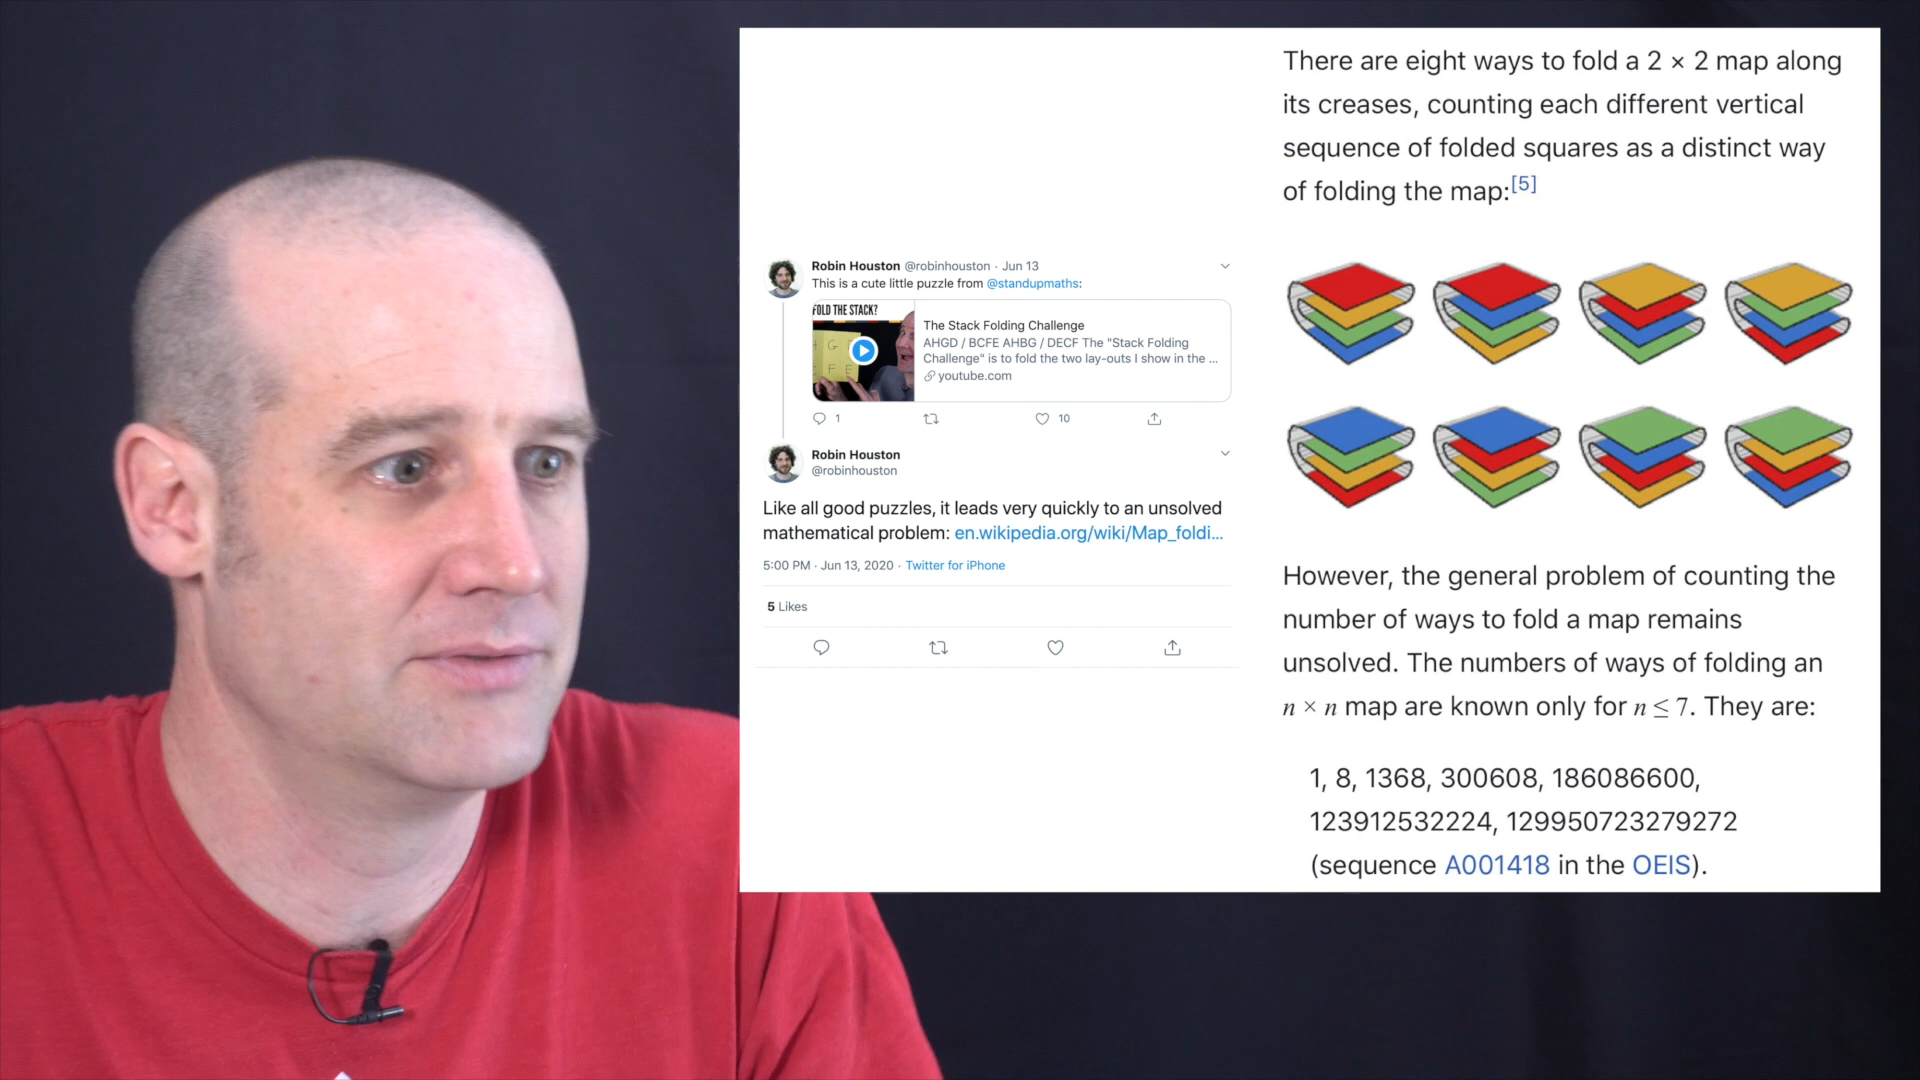 Robin Houston @robinhouston · Jun 13
This is a cute little puzzle from @standupmaths:
FOLD THE STACK?
The Stack Folding Challenge
AHGD / BCFE AHBG / DECF The "Stack Folding
Challenge" is to fold the two lay-outs I show in the ...
youtube.com
1
10
Robin Houston
@robinhouston
Like all good puzzles, it leads very quickly to an unsolved
mathematical problem: en.wikipedia.org/wiki/Map_foldi...
5:00 PM · Jun 13, 2020 · Twitter for iPhone
5 Likes
There are eight ways to fold a 2 × 2 map along
its creases, counting each different vertical
sequence of folded squares as a distinct way
of folding the map:[5]
However, the general problem of counting the
number of ways to fold a map remains
unsolved. The numbers of ways of folding an
n × n map are known only for n ≤ 7. They are:
1, 8, 1368, 300608, 186086600,
123912532224, 129950723279272
(sequence A001418 in the OEIS).